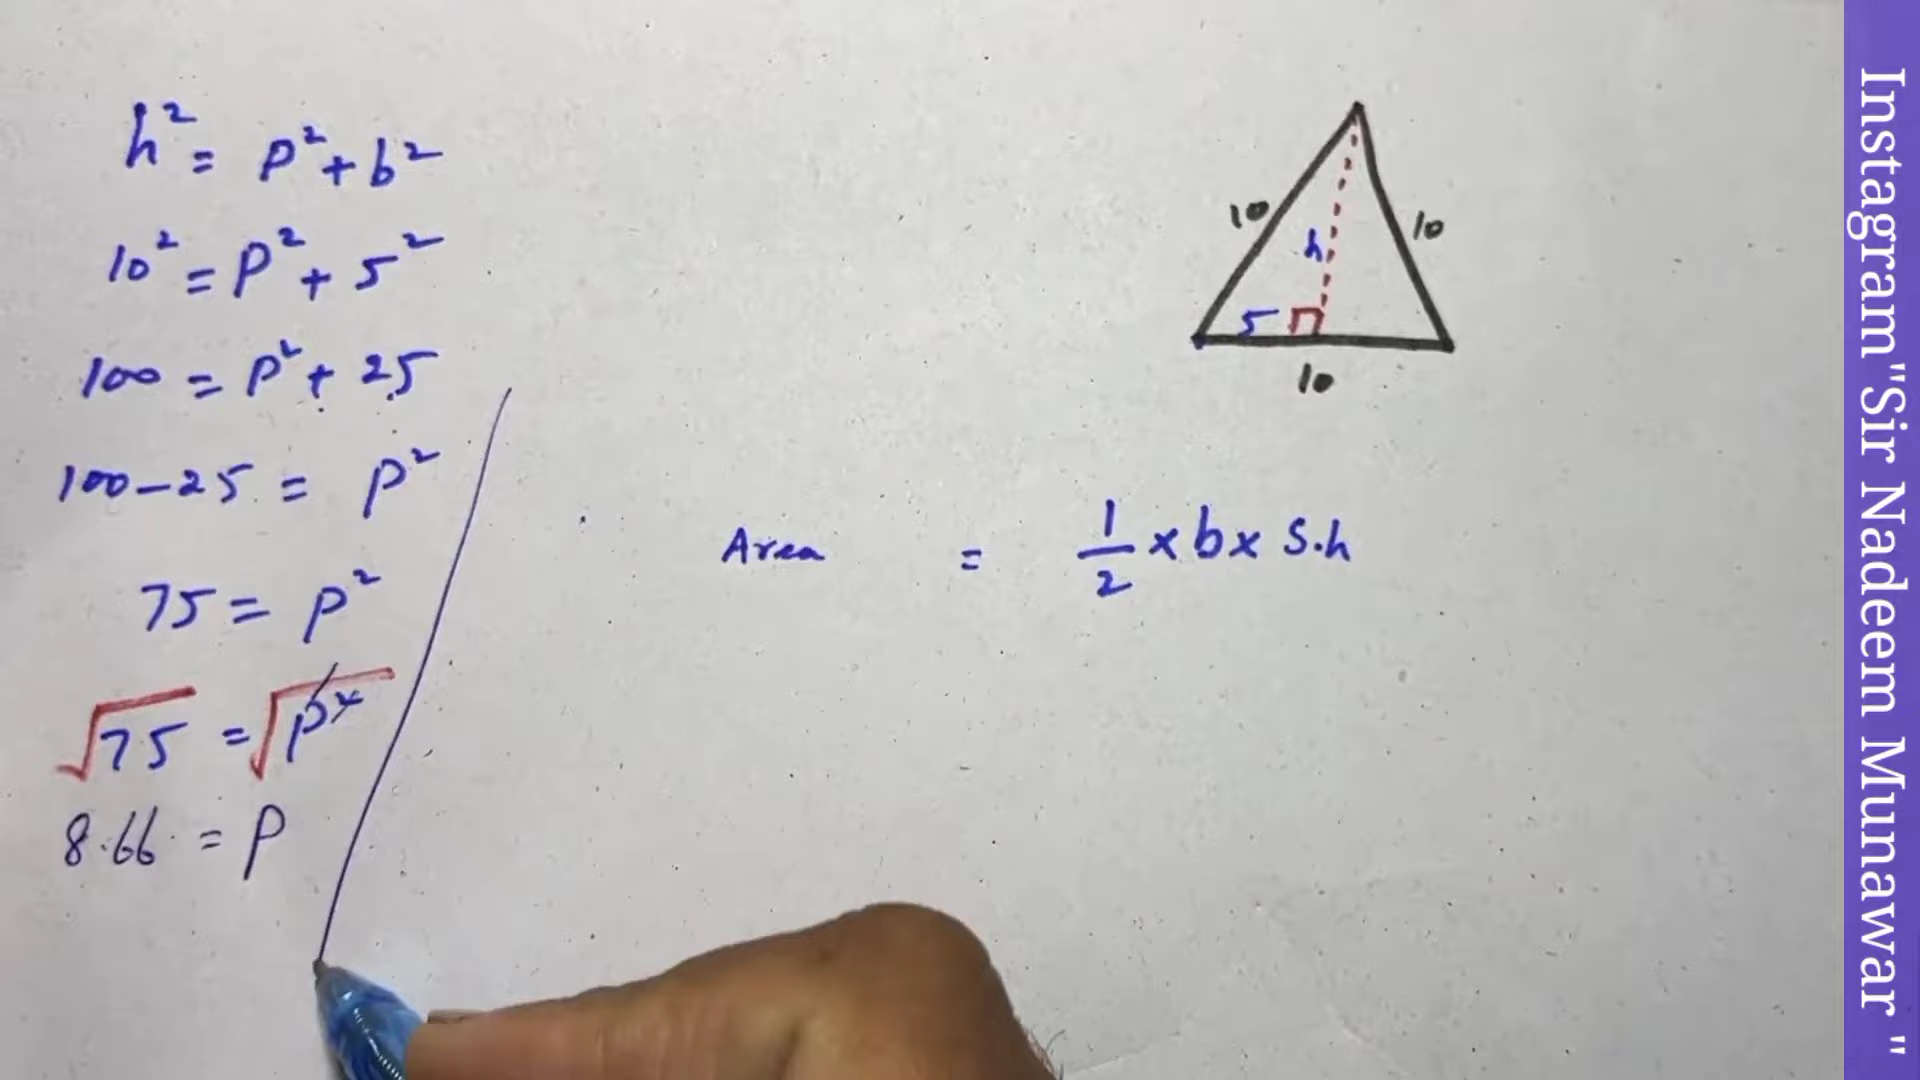 h² = p² + b²
10² = p² + 5²
100 = p² + 25
100 - 25 = p²
75 = p²
√75 = √p²
8.66 = p
10
10
h
5
10
Area = 1/2 × b × S.h
Instagram"Sir Nadeem Munawar "